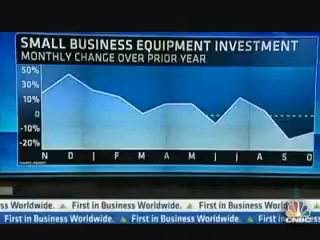 SMALL BUSINESS EQUIPMENT INVESTMENT
MONTHLY CHANGE OVER PRIOR YEAR
50%
30%
10%
0
-10%
-20%
N D J F M A M J J A S O
First in Business Worldwide. First in Business Worldwide. First in Business Worldwide.
First in Business Worldwide. First in Business Worldwide. First in Business
CNBC